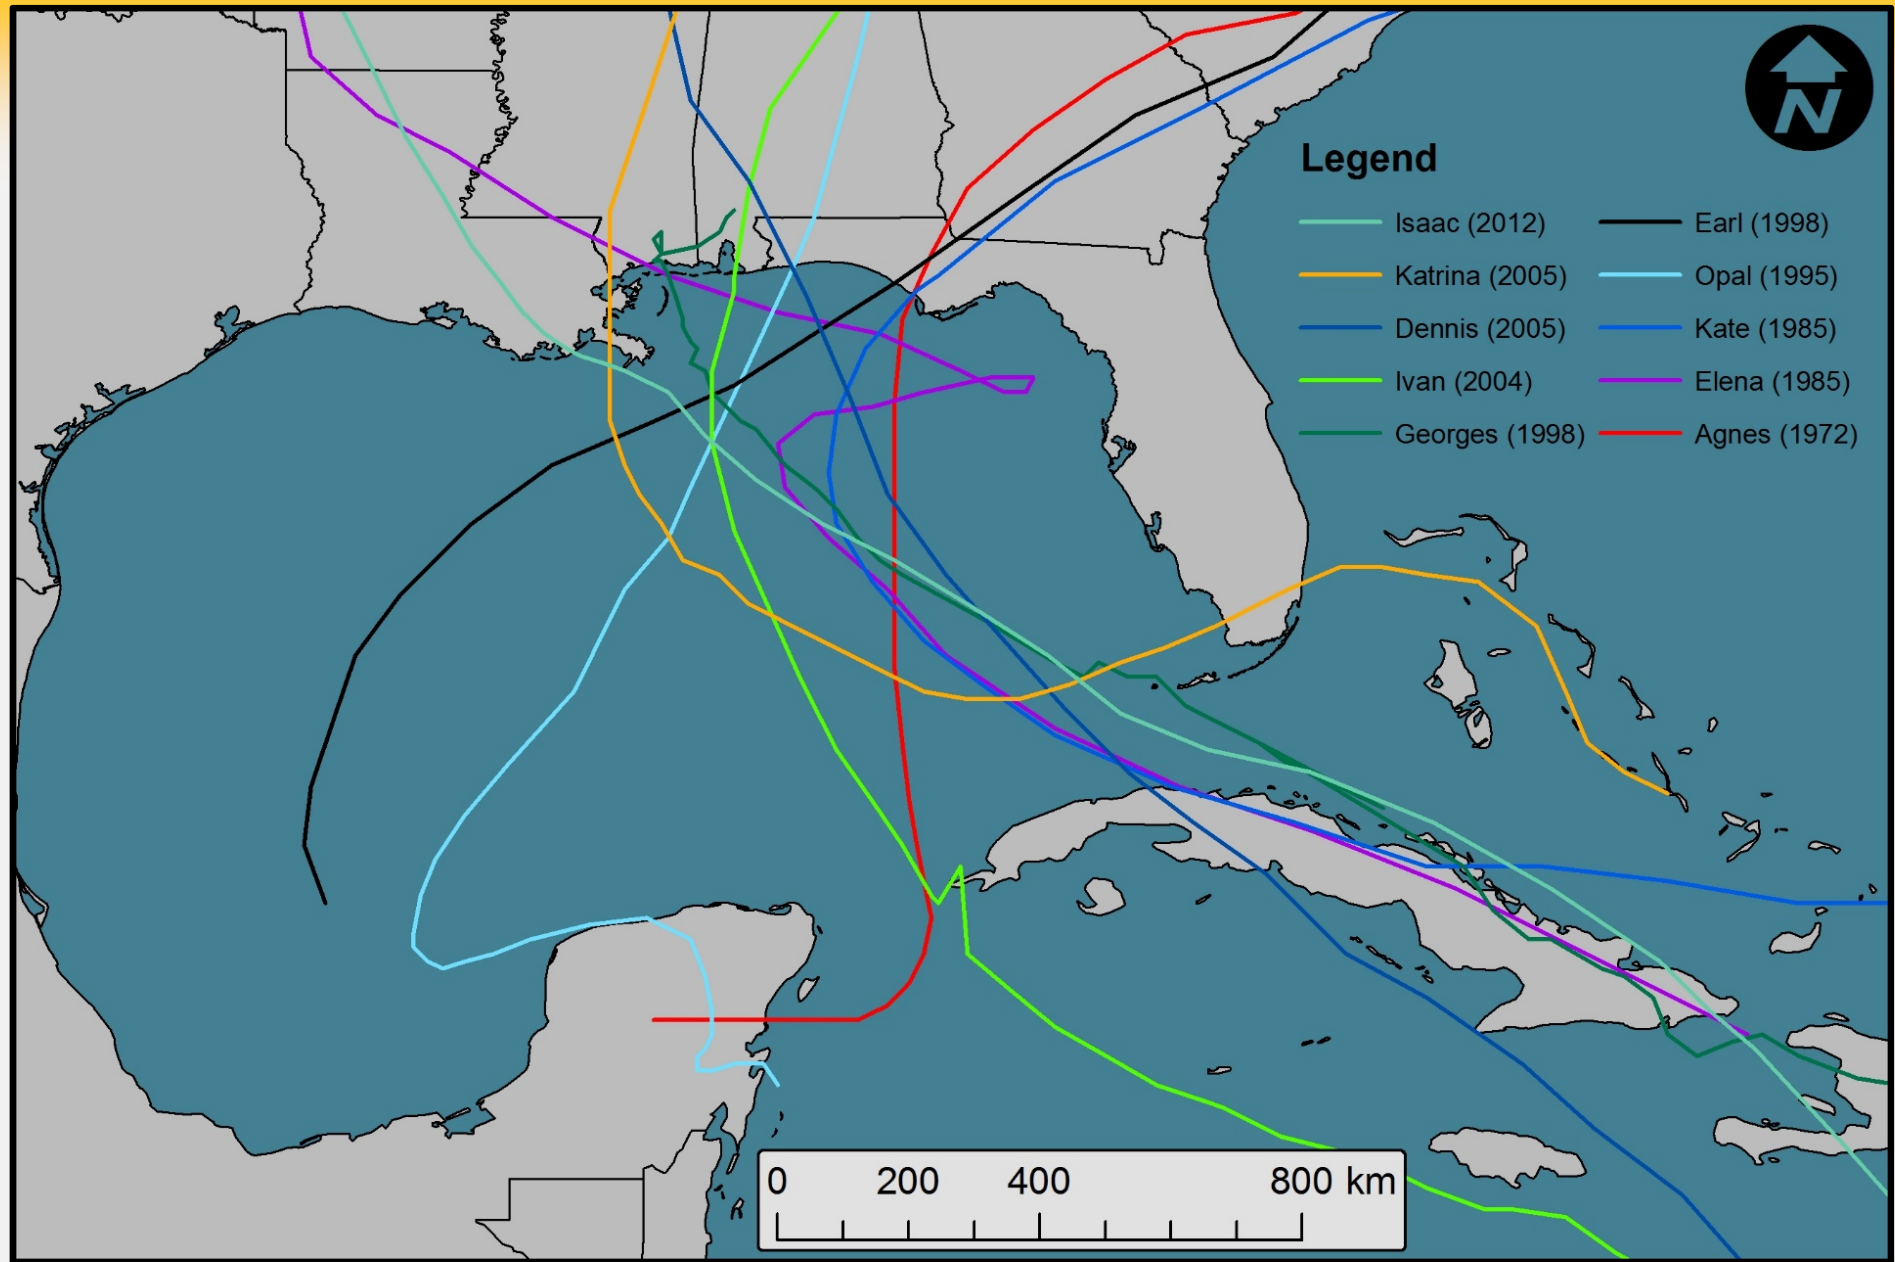 N
Legend
Isaac (2012) Earl (1998)
Katrina (2005) Opal (1995)
Dennis (2005) Kate (1985)
Ivan (2004) Elena (1985)
Georges (1998) Agnes (1972)
0 200 400 800 km